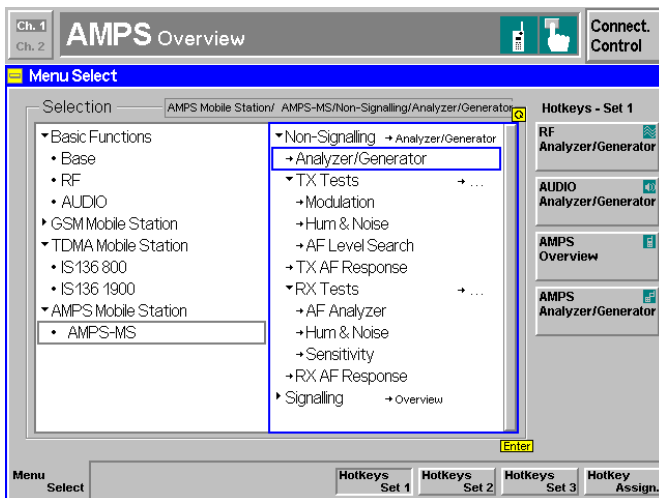 Ch. 1
Ch. 2
AMPS Overview
Connect.
Control
Menu Select
Selection
AMPS Mobile Station/ AMPS-MS/Non-Signalling/Analyzer/Generator
Q
Hotkeys - Set 1
Basic Functions
• Base
• RF
• AUDIO
GSM Mobile Station
TDMA Mobile Station
• IS136 800
• IS136 1900
AMPS Mobile Station
• AMPS-MS
Non-Signalling → Analyzer/Generator
→ Analyzer/Generator
TX Tests → ...
→ Modulation
→ Hum & Noise
→ AF Level Search
→ TX AF Response
RX Tests → ...
→ AF Analyzer
→ Hum & Noise
→ Sensitivity
→ RX AF Response
Signalling → Overview
RF
Analyzer/Generator
AUDIO
Analyzer/Generator
AMPS
Overview
AMPS
Analyzer/Generator
Enter
Menu
Select
Hotkeys
Set 1
Hotkeys
Set 2
Hotkeys
Set 3
Hotkey
Assign.